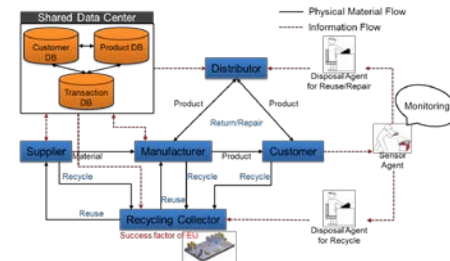 Shared Data Center
Physical Material Flow
Information Flow
Customer
DB
Product DB
Transaction
DB
Distributor
Disposal Agent
for Reuse/Repair
Monitoring
Product
Product
Return/Repair
Supplier
Material
Manufacturer
Product
Customer
Sensor
Agent
Recycle
Reuse
Recycle
Recycle
Reuse
Recycling Collector
Success factor of EU
Disposal Agent
for Recycle